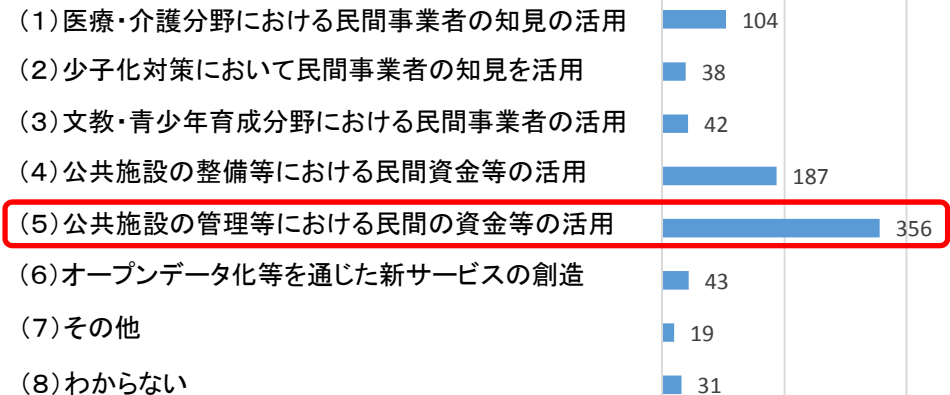 (1)医療・介護分野における民間事業者の知見の活用 104
(2)少子化対策において民間事業者の知見を活用 38
(3)文教・青少年育成分野における民間事業者の活用 42
(4)公共施設の整備等における民間資金等の活用 187
(5)公共施設の管理等における民間の資金等の活用 356
(6)オープンデータ化等を通じた新サービスの創造 43
(7)その他 19
(8)わからない 31